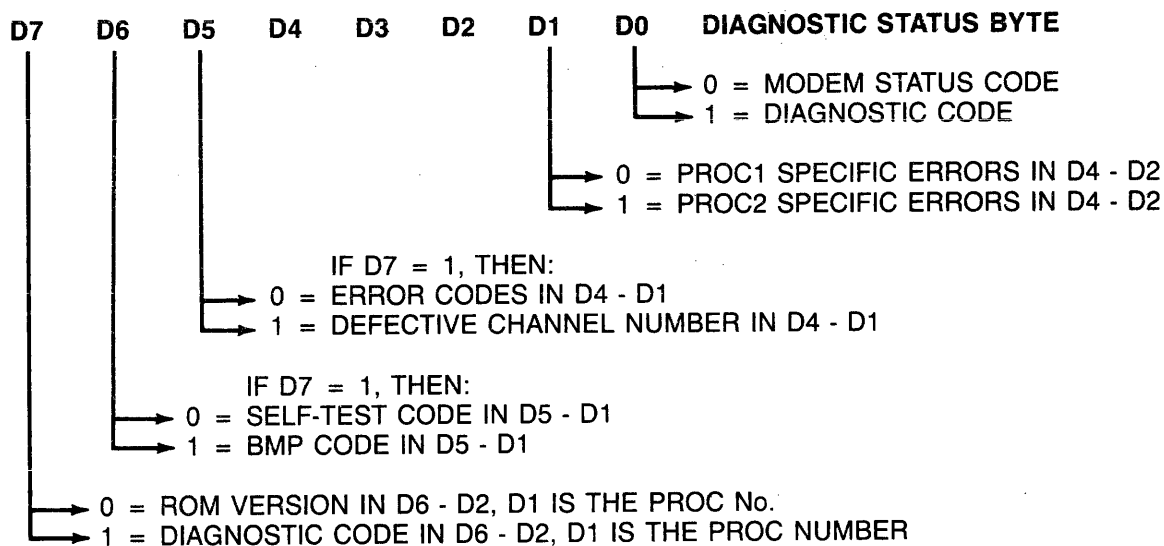 D7 D6 D5 D4 D3 D2 D1 D0 DIAGNOSTIC STATUS BYTE
0 = MODEM STATUS CODE
1 = DIAGNOSTIC CODE
0 = PROC1 SPECIFIC ERRORS IN D4 - D2
1 = PROC2 SPECIFIC ERRORS IN D4 - D2
IF D7 = 1, THEN:
0 = ERROR CODES IN D4 - D1
1 = DEFECTIVE CHANNEL NUMBER IN D4 - D1
IF D7 = 1, THEN:
0 = SELF-TEST CODE IN D5 - D1
1 = BMP CODE IN D5 - D1
0 = ROM VERSION IN D6 - D2, D1 IS THE PROC No.
1 = DIAGNOSTIC CODE IN D6 - D2, D1 IS THE PROC NUMBER